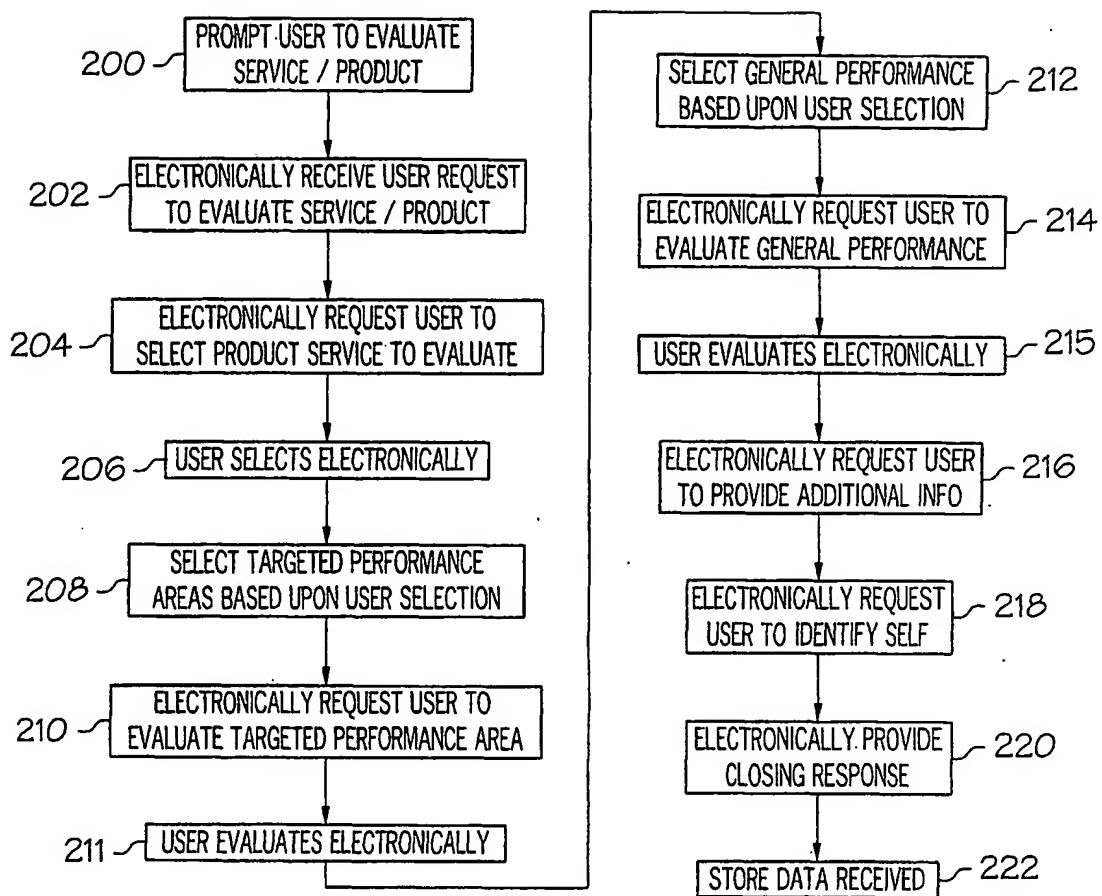 PROMPT USER TO EVALUATE
SERVICE / PRODUCT
200
ELECTRONICALLY RECEIVE USER REQUEST
TO EVALUATE SERVICE / PRODUCT
202
ELECTRONICALLY REQUEST USER TO
SELECT PRODUCT SERVICE TO EVALUATE
204
USER SELECTS ELECTRONICALLY
206
SELECT TARGETED PERFORMANCE
AREAS BASED UPON USER SELECTION
208
ELECTRONICALLY REQUEST USER TO
EVALUATE TARGETED PERFORMANCE AREA
210
USER EVALUATES ELECTRONICALLY
211
SELECT GENERAL PERFORMANCE
BASED UPON USER SELECTION
212
ELECTRONICALLY REQUEST USER TO
EVALUATE GENERAL PERFORMANCE
214
USER EVALUATES ELECTRONICALLY
215
ELECTRONICALLY REQUEST USER
TO PROVIDE ADDITIONAL INFO
216
ELECTRONICALLY REQUEST
USER TO IDENTIFY SELF
218
ELECTRONICALLY PROVIDE
CLOSING RESPONSE
220
STORE DATA RECEIVED
222